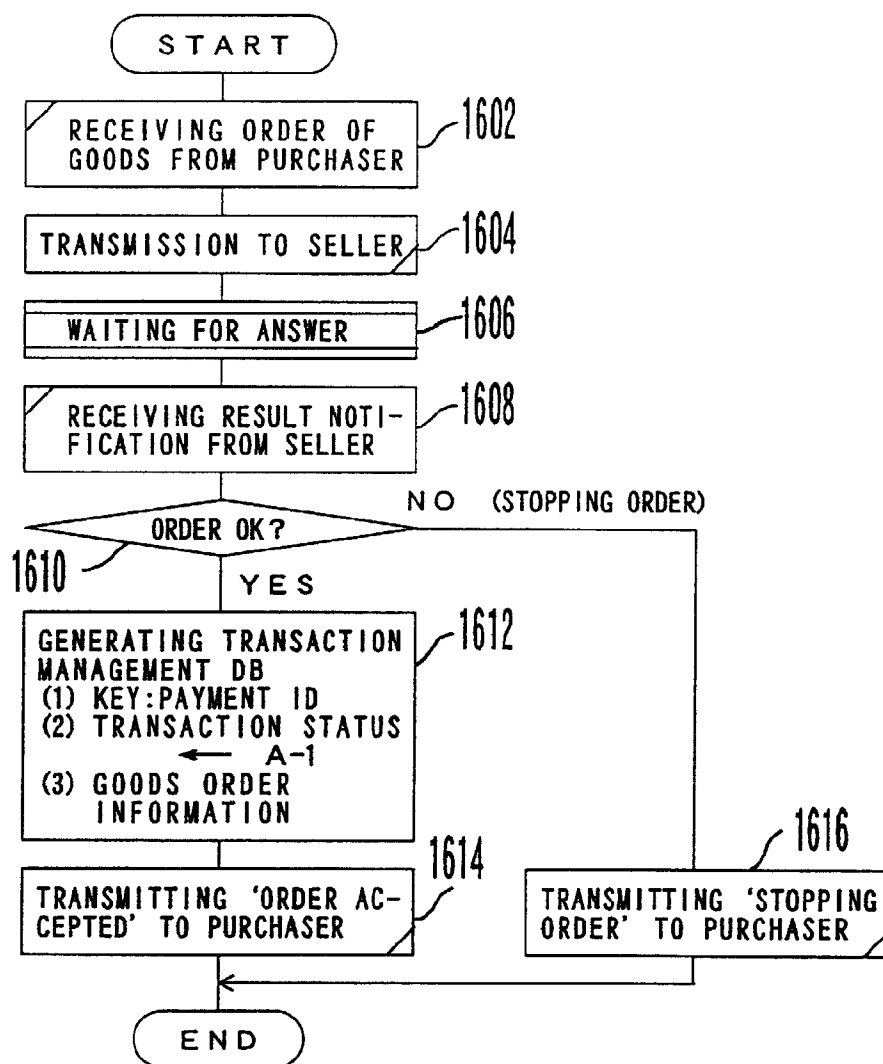 START
RECEIVING ORDER OF
GOODS FROM PURCHASER
1602
TRANSMISSION TO SELLER
1604
WAITING FOR ANSWER
1606
RECEIVING RESULT NOTI-
FICATION FROM SELLER
1608
ORDER OK?
NO (STOPPING ORDER)
1610
YES
GENERATING TRANSACTION
MANAGEMENT DB
(1) KEY:PAYMENT ID
(2) TRANSACTION STATUS
← A-1
(3) GOODS ORDER
INFORMATION
1612
TRANSMITTING 'ORDER AC-
CEPTED' TO PURCHASER
1614
TRANSMITTING 'STOPPING
ORDER' TO PURCHASER
1616
END